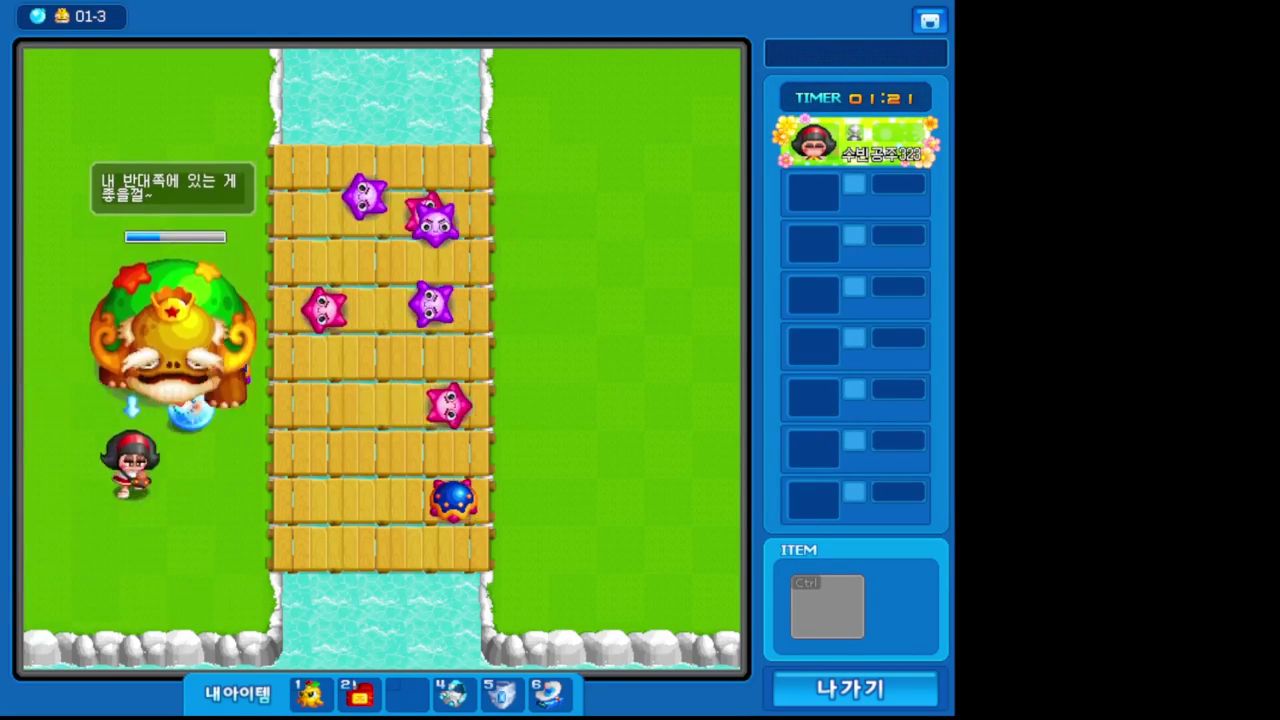 01-3
TIMER 01:21
수빈공주323
내 반대쪽에 있는 게
좋을껄~
ITEM
Ctrl
내아이템
1
2
4
5
6
나가기